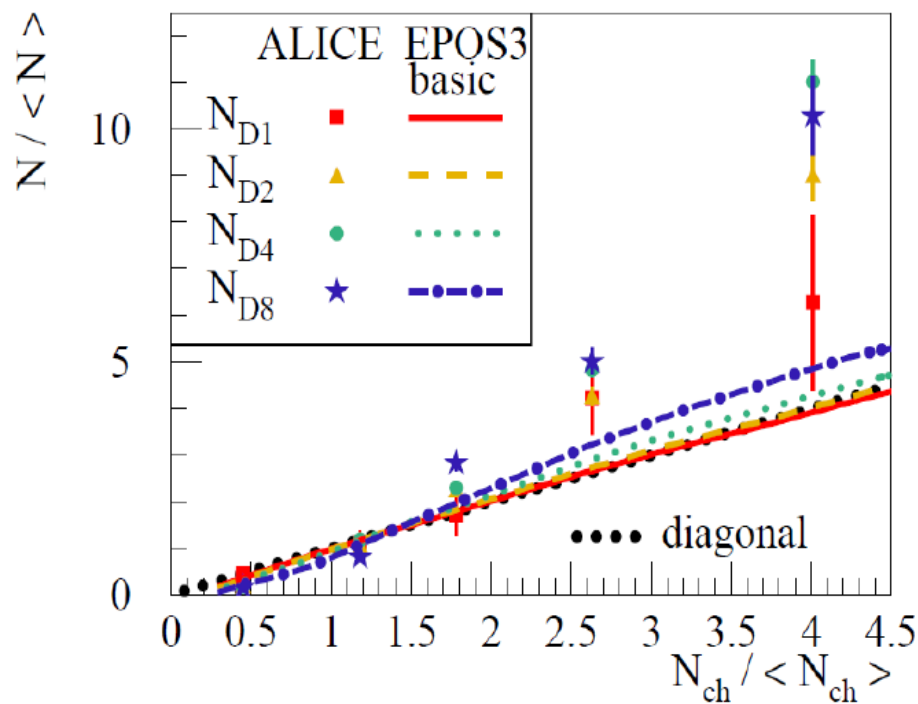 N / < N >
ALICE EPOS3
basic
N_D1
N_D2
N_D4
N_D8
10
5
0
diagonal
0 0.5 1 1.5 2 2.5 3 3.5 4 4.5
N_ch / < N_ch >